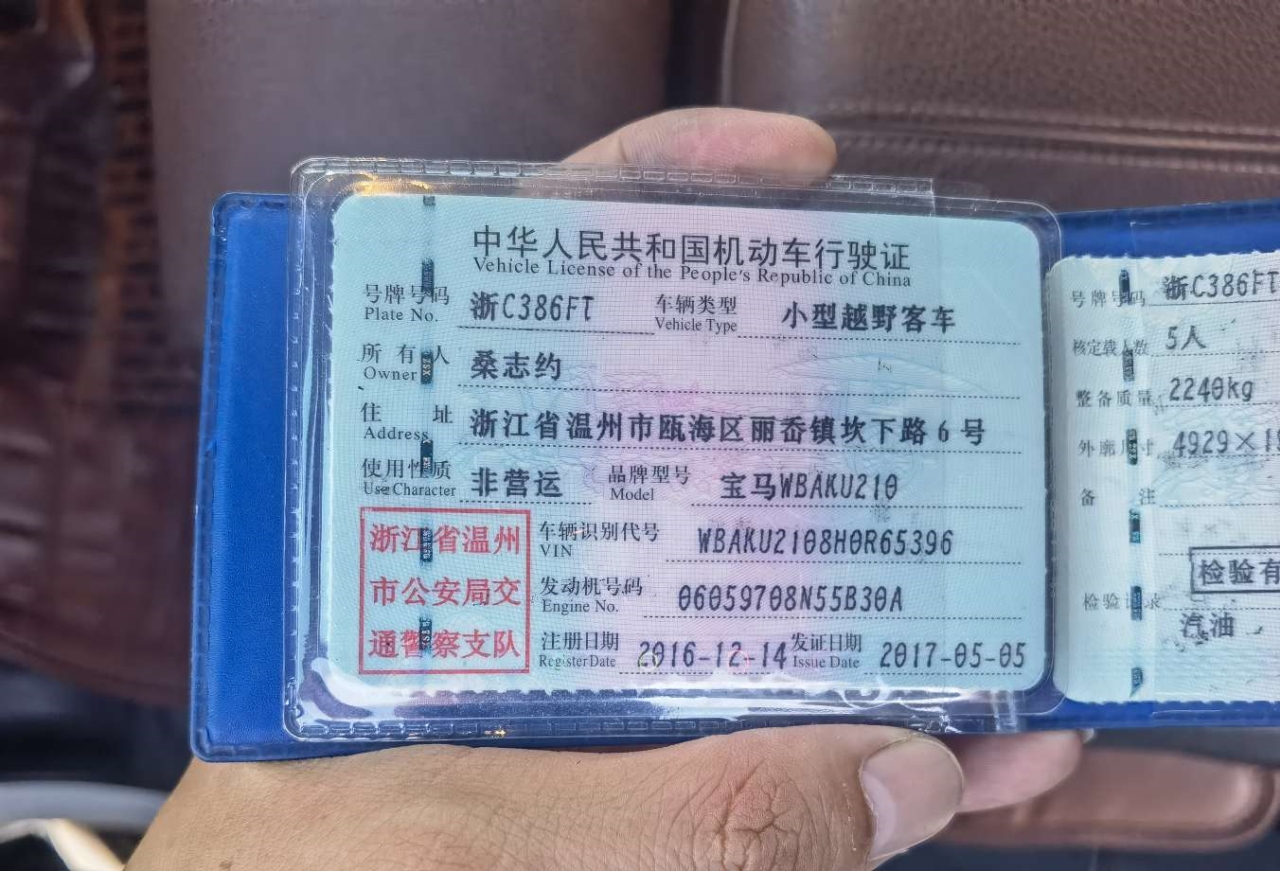 中华人民共和国机动车行驶证
Vehicle License of the People's Republic of China
号牌号码 浙C386FT 车辆类型 小型越野客车
Plate No. Vehicle Type
所有人 桑志约
Owner
住址 浙江省温州市瓯海区丽岙镇坎下路6号
Address
使用性质 非营运 品牌型号 宝马WBAKU210
Use Character Model
浙江省温州
市公安局交
通警察支队
车辆识别代号 WBAKU2108H0R65396
VIN
发动机号码 06059708N55B30A
Engine No.
注册日期 2016-12-14 发证日期 2017-05-05
Register Date Issue Date
号牌号码 浙C386FT
核定载人数 5人
整备质量 2240kg
外廓尺寸 4929×1
备注
检验有
检验记录
汽油